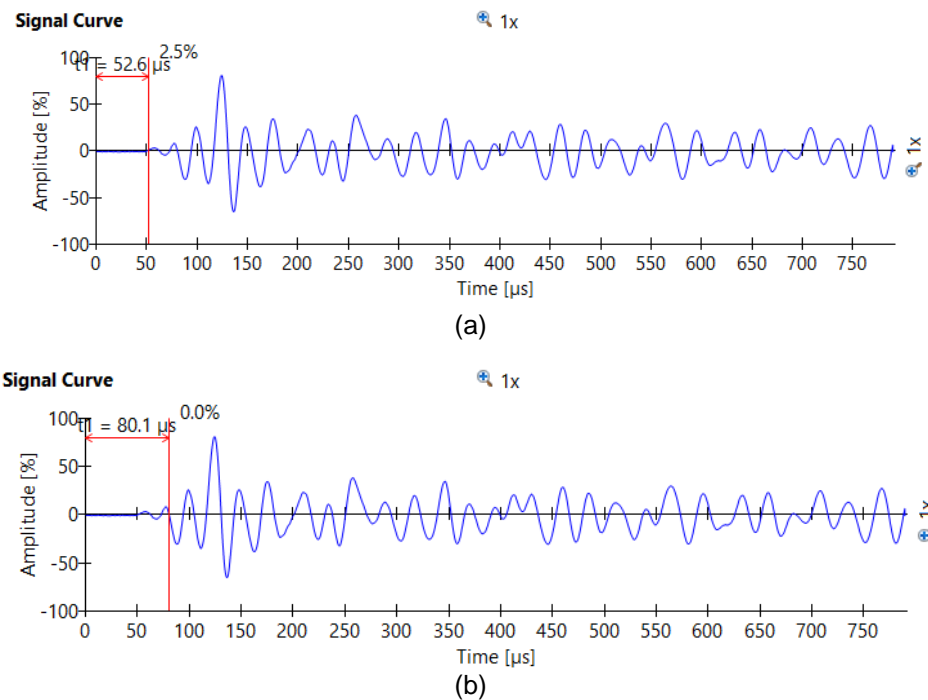 Signal Curve 1x
2.5%
t1 = 52.6 µs
100
50
0
-50
-100
Amplitude [%]
0 50 100 150 200 250 300 350 400 450 500 550 600 650 700 750
Time [µs]
1x
(a)
Signal Curve 1x
0.0%
t1 = 80.1 µs
100
50
0
-50
-100
Amplitude [%]
0 50 100 150 200 250 300 350 400 450 500 550 600 650 700 750
Time [µs]
1x
(b)